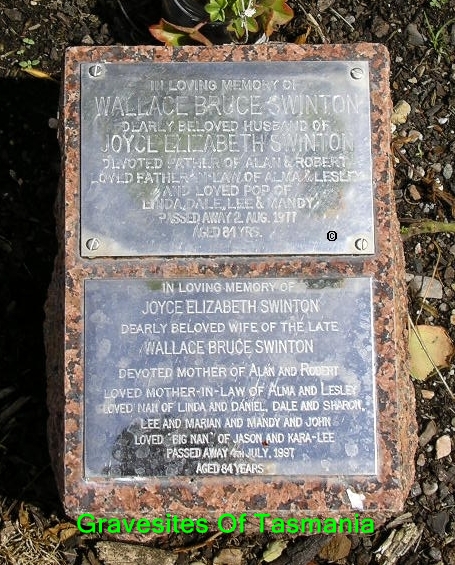 IN LOVING MEMORY OF
WALLACE BRUCE SWINTON
DEARLY BELOVED HUSBAND OF
JOYCE ELIZABETH SWINTON
DEVOTED FATHER OF ALAN & ROBERT
LOVED FATHER-IN-LAW OF ALMA & LESLEY
AND LOVED POP OF
LINDA, DALE, LEE & MANDY
PASSED AWAY 2. AUG. 1977
AGED 84 YRS.
©
IN LOVING MEMORY OF
JOYCE ELIZABETH SWINTON
DEARLY BELOVED WIFE OF THE LATE
WALLACE BRUCE SWINTON
DEVOTED MOTHER OF ALAN AND ROBERT
LOVED MOTHER-IN-LAW OF ALMA AND LESLEY
LOVED NAN OF LINDA AND DANIEL, DALE AND SHARON,
LEE AND MARIAN AND MANDY AND JOHN
LOVED "BIG NAN" OF JASON AND KARA-LEE
PASSED AWAY 4TH JULY, 1997
AGED 84 YEARS
Gravesites Of Tasmania